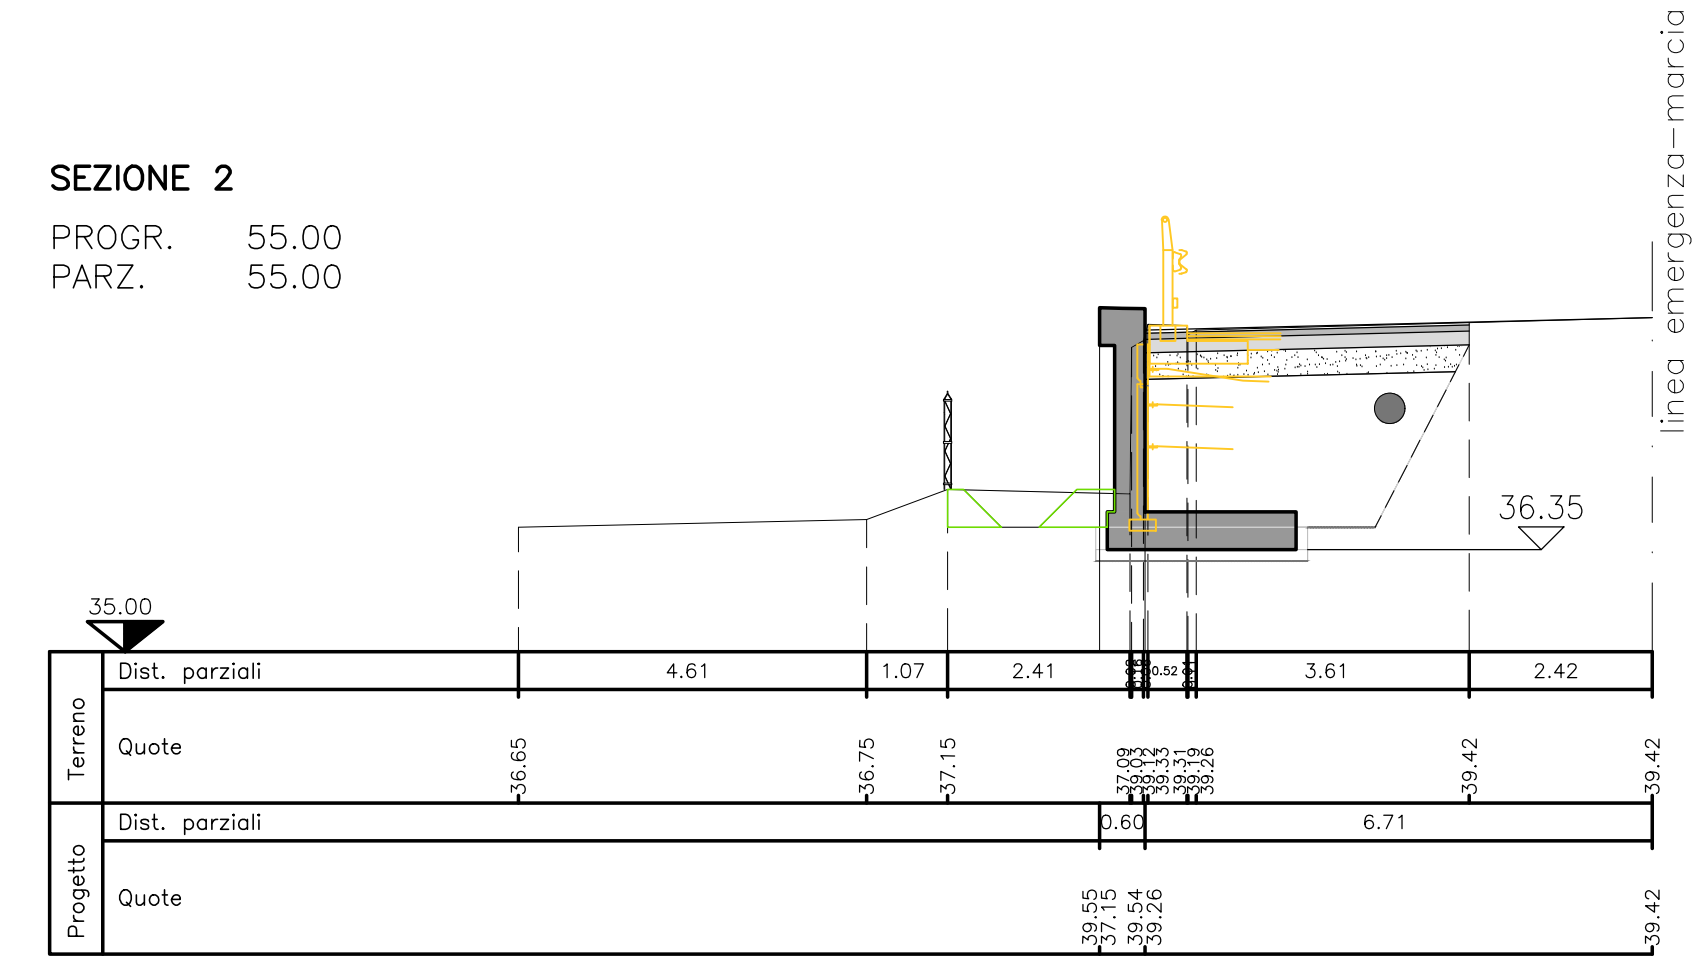 linea emergenza-marcia
SEZIONE 2
PROGR. 55.00
PARZ. 55.00
36.35
35.00
Terreno
Dist. parziali 4.61 1.07 2.41 0.52 3.61 2.42
Quote 36.65 36.75 37.15 37.09 39.03 39.12 39.33 39.31 39.19 39.26 39.42 39.42
Progetto
Dist. parziali 0.60 6.71
Quote 39.55 37.15 39.54 39.26 39.42